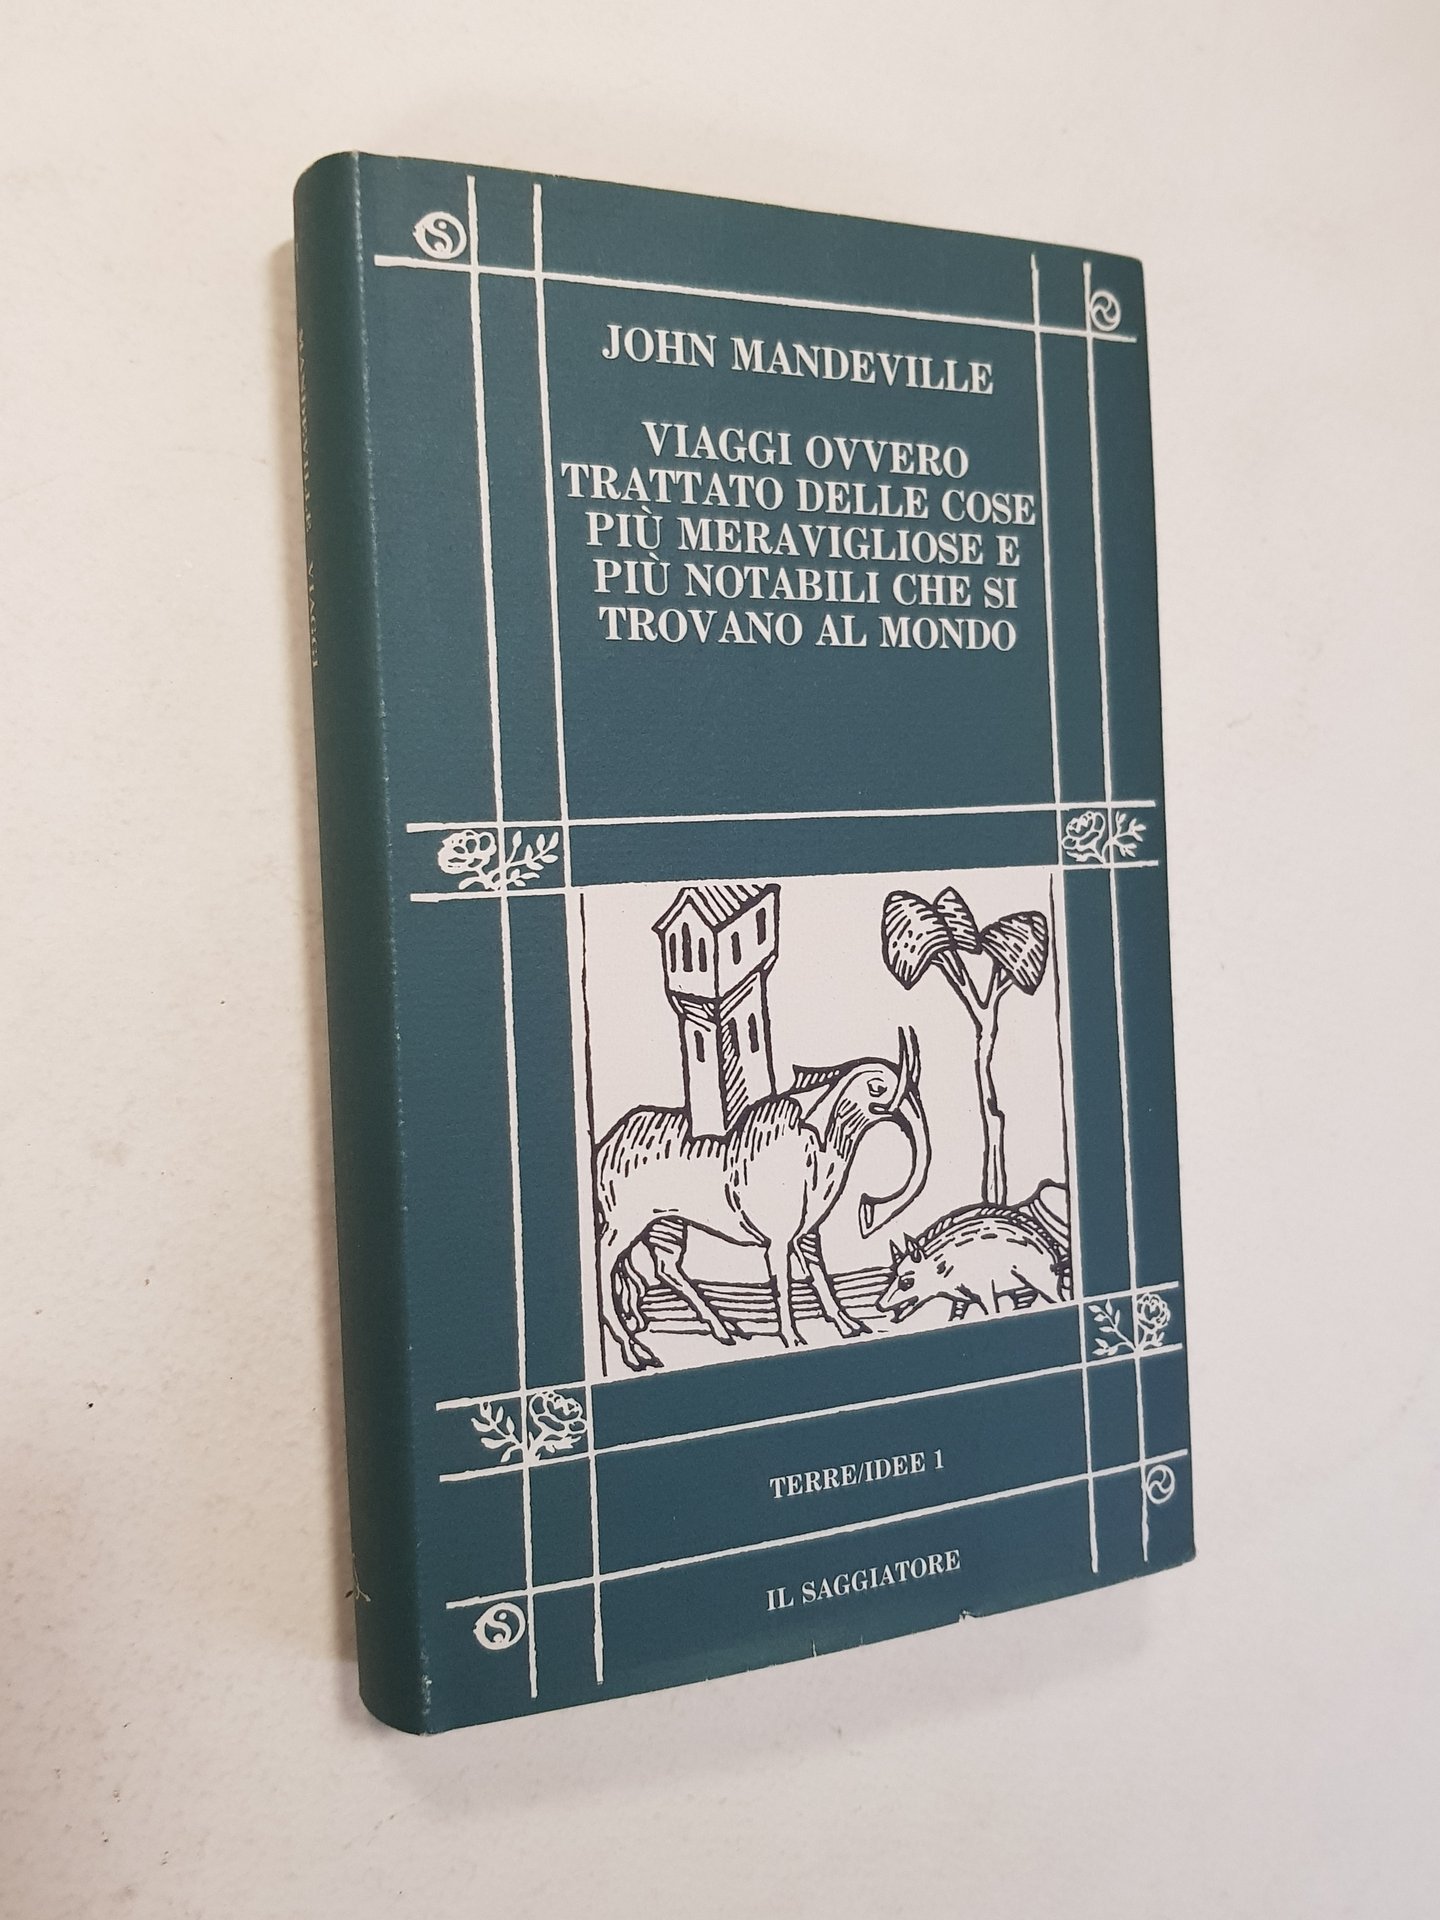 JOHN MANDEVILLE
VIAGGI OVVERO
TRATTATO DELLE COSE
PIÙ MERAVIGLIOSE E
PIÙ NOTABILI CHE SI
TROVANO AL MONDO
TERRE/IDEE 1
IL SAGGIATORE
MANDEVILLE VIAGGI